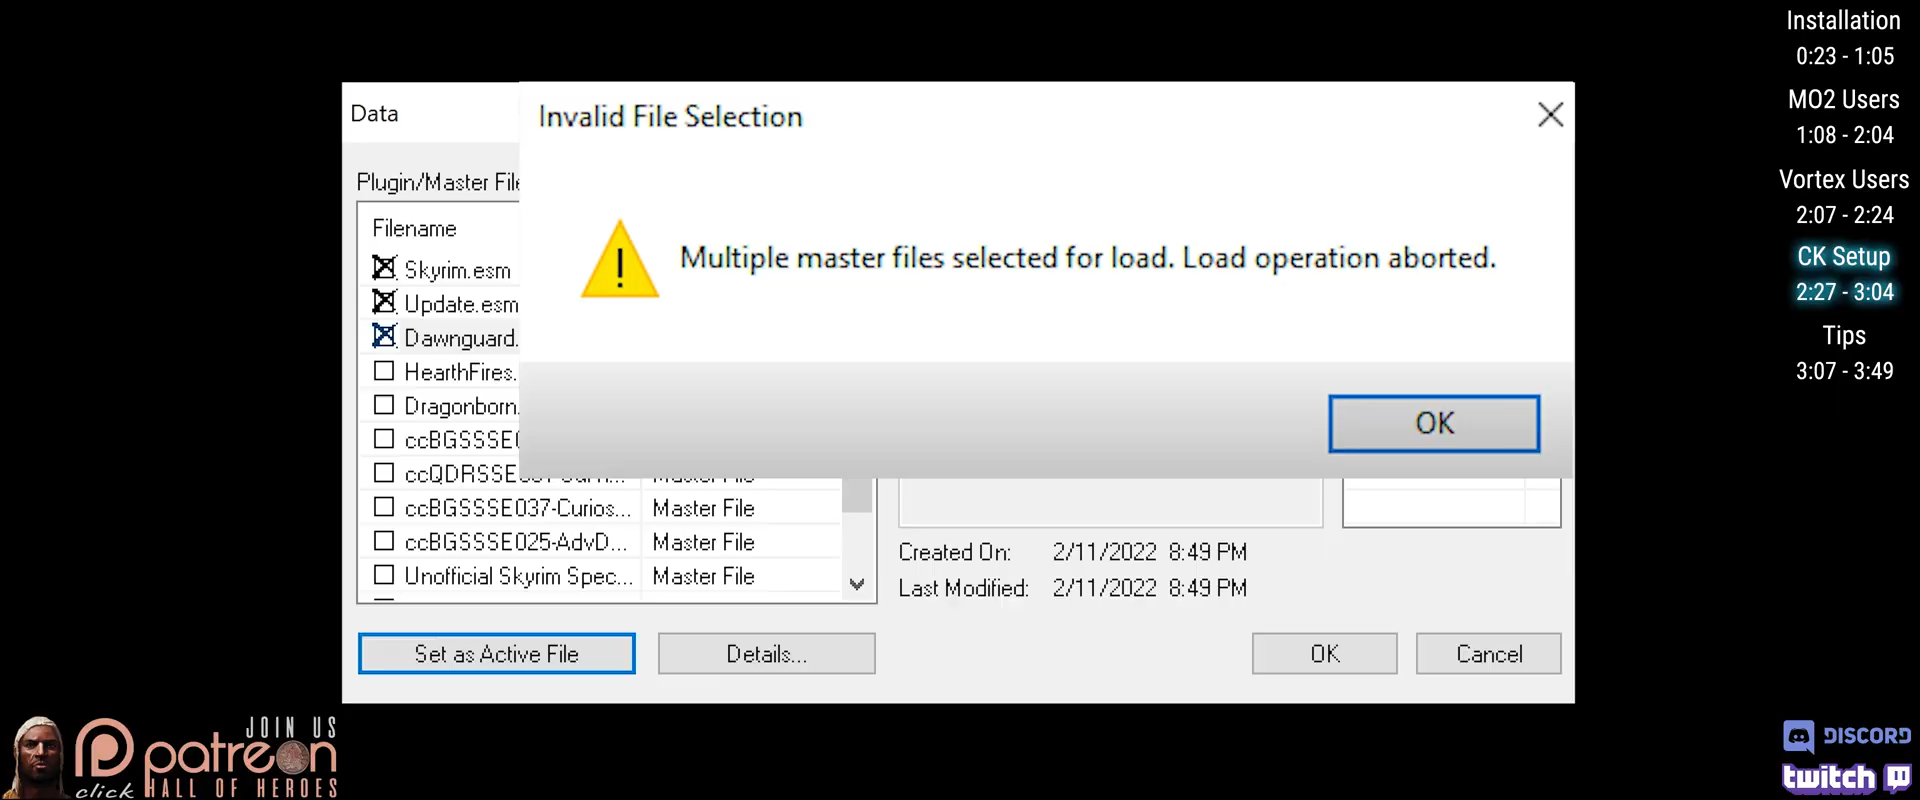 Installation
0:23 - 1:05
MO2 Users
1:08 - 2:04
Vortex Users
2:07 - 2:24
CK Setup
2:27 - 3:04
Tips
3:07 - 3:49
Data
Invalid File Selection
Multiple master files selected for load. Load operation aborted.
OK
Plugin/Master File
Filename
Skyrim.esm
Update.esm
Dawnguard.
HearthFires.
Dragonborn.
ccBGSSSE0
ccQDRSSE
ccBGSSSE037-Curios... Master File
ccBGSSSE025-AdvD... Master File
Unofficial Skyrim Spec... Master File
Created On: 2/11/2022 8:49 PM
Last Modified: 2/11/2022 8:49 PM
Set as Active File Details... OK Cancel
JOIN US
patreon
click HALL OF HEROES
DISCORD
twitch